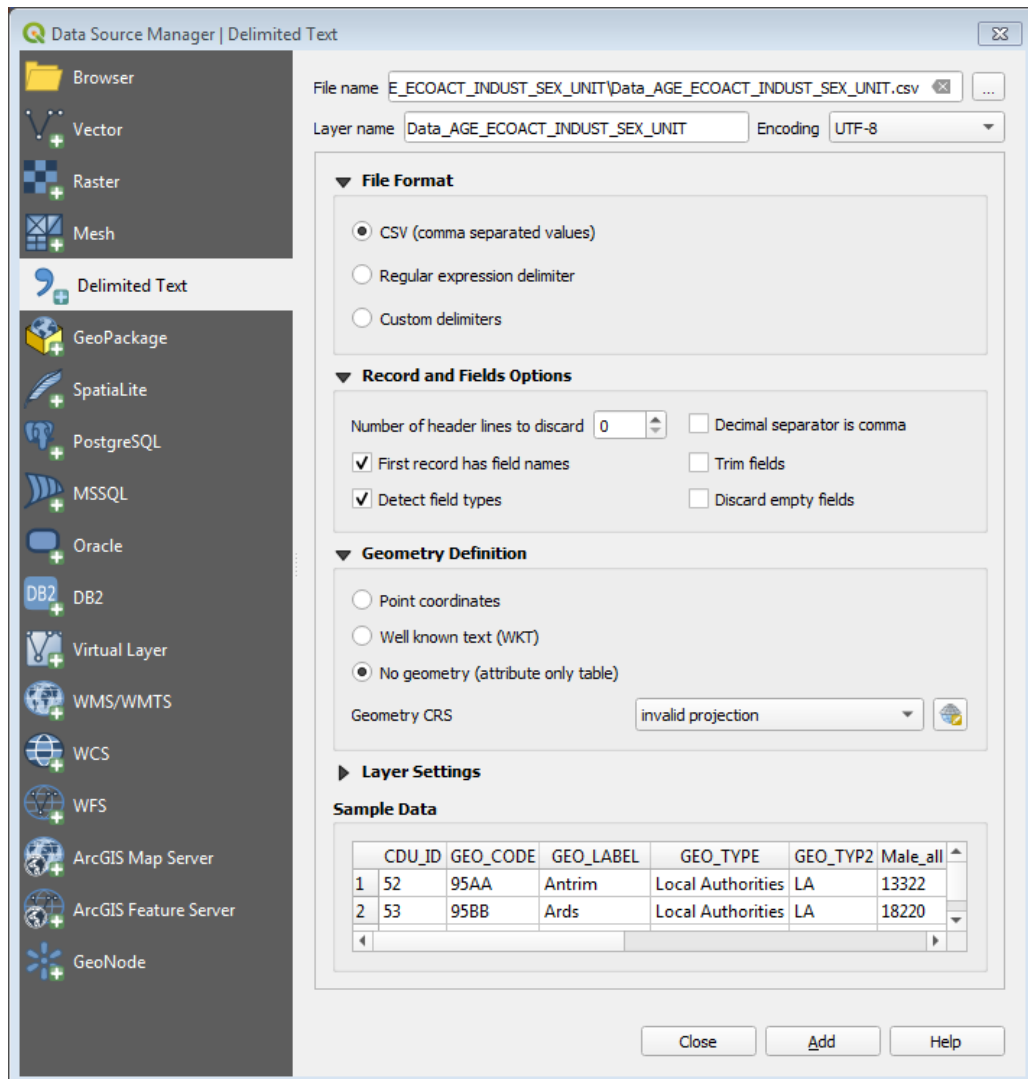 Data Source Manager | Delimited Text
Browser
Vector
Raster
Mesh
Delimited Text
GeoPackage
SpatiaLite
PostgreSQL
MSSQL
Oracle
DB2 DB2
Virtual Layer
WMS/WMTS
WCS
WFS
ArcGIS Map Server
ArcGIS Feature Server
GeoNode
File name E_ECOACT_INDUST_SEX_UNIT\Data_AGE_ECOACT_INDUST_SEX_UNIT.csv ...
Layer name Data_AGE_ECOACT_INDUST_SEX_UNIT Encoding UTF-8
File Format
CSV (comma separated values)
Regular expression delimiter
Custom delimiters
Record and Fields Options
Number of header lines to discard 0 Decimal separator is comma
First record has field names Trim fields
Detect field types Discard empty fields
Geometry Definition
Point coordinates
Well known text (WKT)
No geometry (attribute only table)
Geometry CRS invalid projection
Layer Settings
Sample Data
CDU_ID GEO_CODE GEO_LABEL GEO_TYPE GEO_TYP2 Male_all
1 52 95AA Antrim Local Authorities LA 13322
2 53 95BB Ards Local Authorities LA 18220
Close Add Help